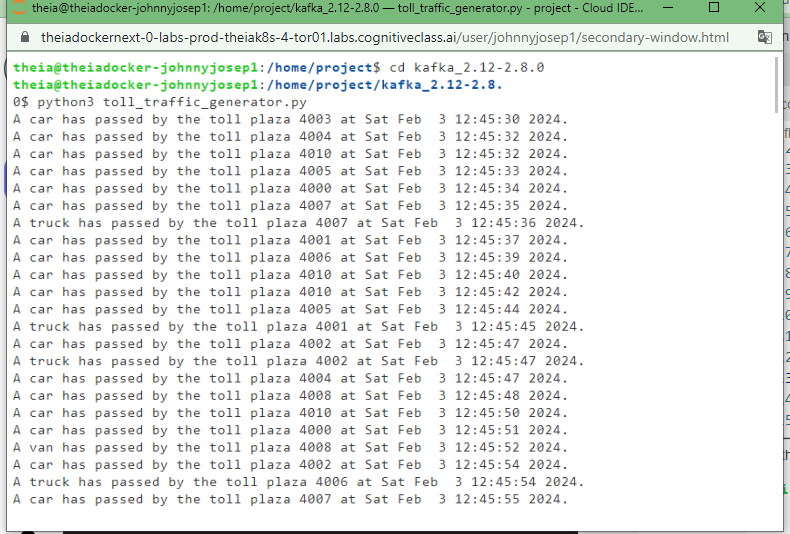 theia@theiadocker-johnnyjosep1: /home/project/kafka_2.12-2.8.0 — toll_traffic_generator.py - project - Cloud IDE...
theiadockernext-0-labs-prod-theiak8s-4-tor01.labs.cognitiveclass.ai/user/johnnyjosep1/secondary-window.html
theia@theiadocker-johnnyjosep1:/home/project$ cd kafka_2.12-2.8.0
theia@theiadocker-johnnyjosep1:/home/project/kafka_2.12-2.8.
0$ python3 toll_traffic_generator.py
A car has passed by the toll plaza 4003 at Sat Feb  3 12:45:30 2024.
A car has passed by the toll plaza 4004 at Sat Feb  3 12:45:32 2024.
A car has passed by the toll plaza 4010 at Sat Feb  3 12:45:32 2024.
A car has passed by the toll plaza 4005 at Sat Feb  3 12:45:33 2024.
A car has passed by the toll plaza 4000 at Sat Feb  3 12:45:34 2024.
A car has passed by the toll plaza 4007 at Sat Feb  3 12:45:35 2024.
A truck has passed by the toll plaza 4007 at Sat Feb  3 12:45:36 2024.
A car has passed by the toll plaza 4001 at Sat Feb  3 12:45:37 2024.
A car has passed by the toll plaza 4006 at Sat Feb  3 12:45:39 2024.
A car has passed by the toll plaza 4010 at Sat Feb  3 12:45:40 2024.
A car has passed by the toll plaza 4010 at Sat Feb  3 12:45:42 2024.
A car has passed by the toll plaza 4005 at Sat Feb  3 12:45:44 2024.
A truck has passed by the toll plaza 4001 at Sat Feb  3 12:45:45 2024.
A car has passed by the toll plaza 4002 at Sat Feb  3 12:45:47 2024.
A truck has passed by the toll plaza 4002 at Sat Feb  3 12:45:47 2024.
A car has passed by the toll plaza 4004 at Sat Feb  3 12:45:47 2024.
A car has passed by the toll plaza 4008 at Sat Feb  3 12:45:48 2024.
A car has passed by the toll plaza 4010 at Sat Feb  3 12:45:50 2024.
A car has passed by the toll plaza 4000 at Sat Feb  3 12:45:51 2024.
A van has passed by the toll plaza 4008 at Sat Feb  3 12:45:52 2024.
A car has passed by the toll plaza 4002 at Sat Feb  3 12:45:54 2024.
A truck has passed by the toll plaza 4006 at Sat Feb  3 12:45:54 2024.
A car has passed by the toll plaza 4007 at Sat Feb  3 12:45:55 2024.